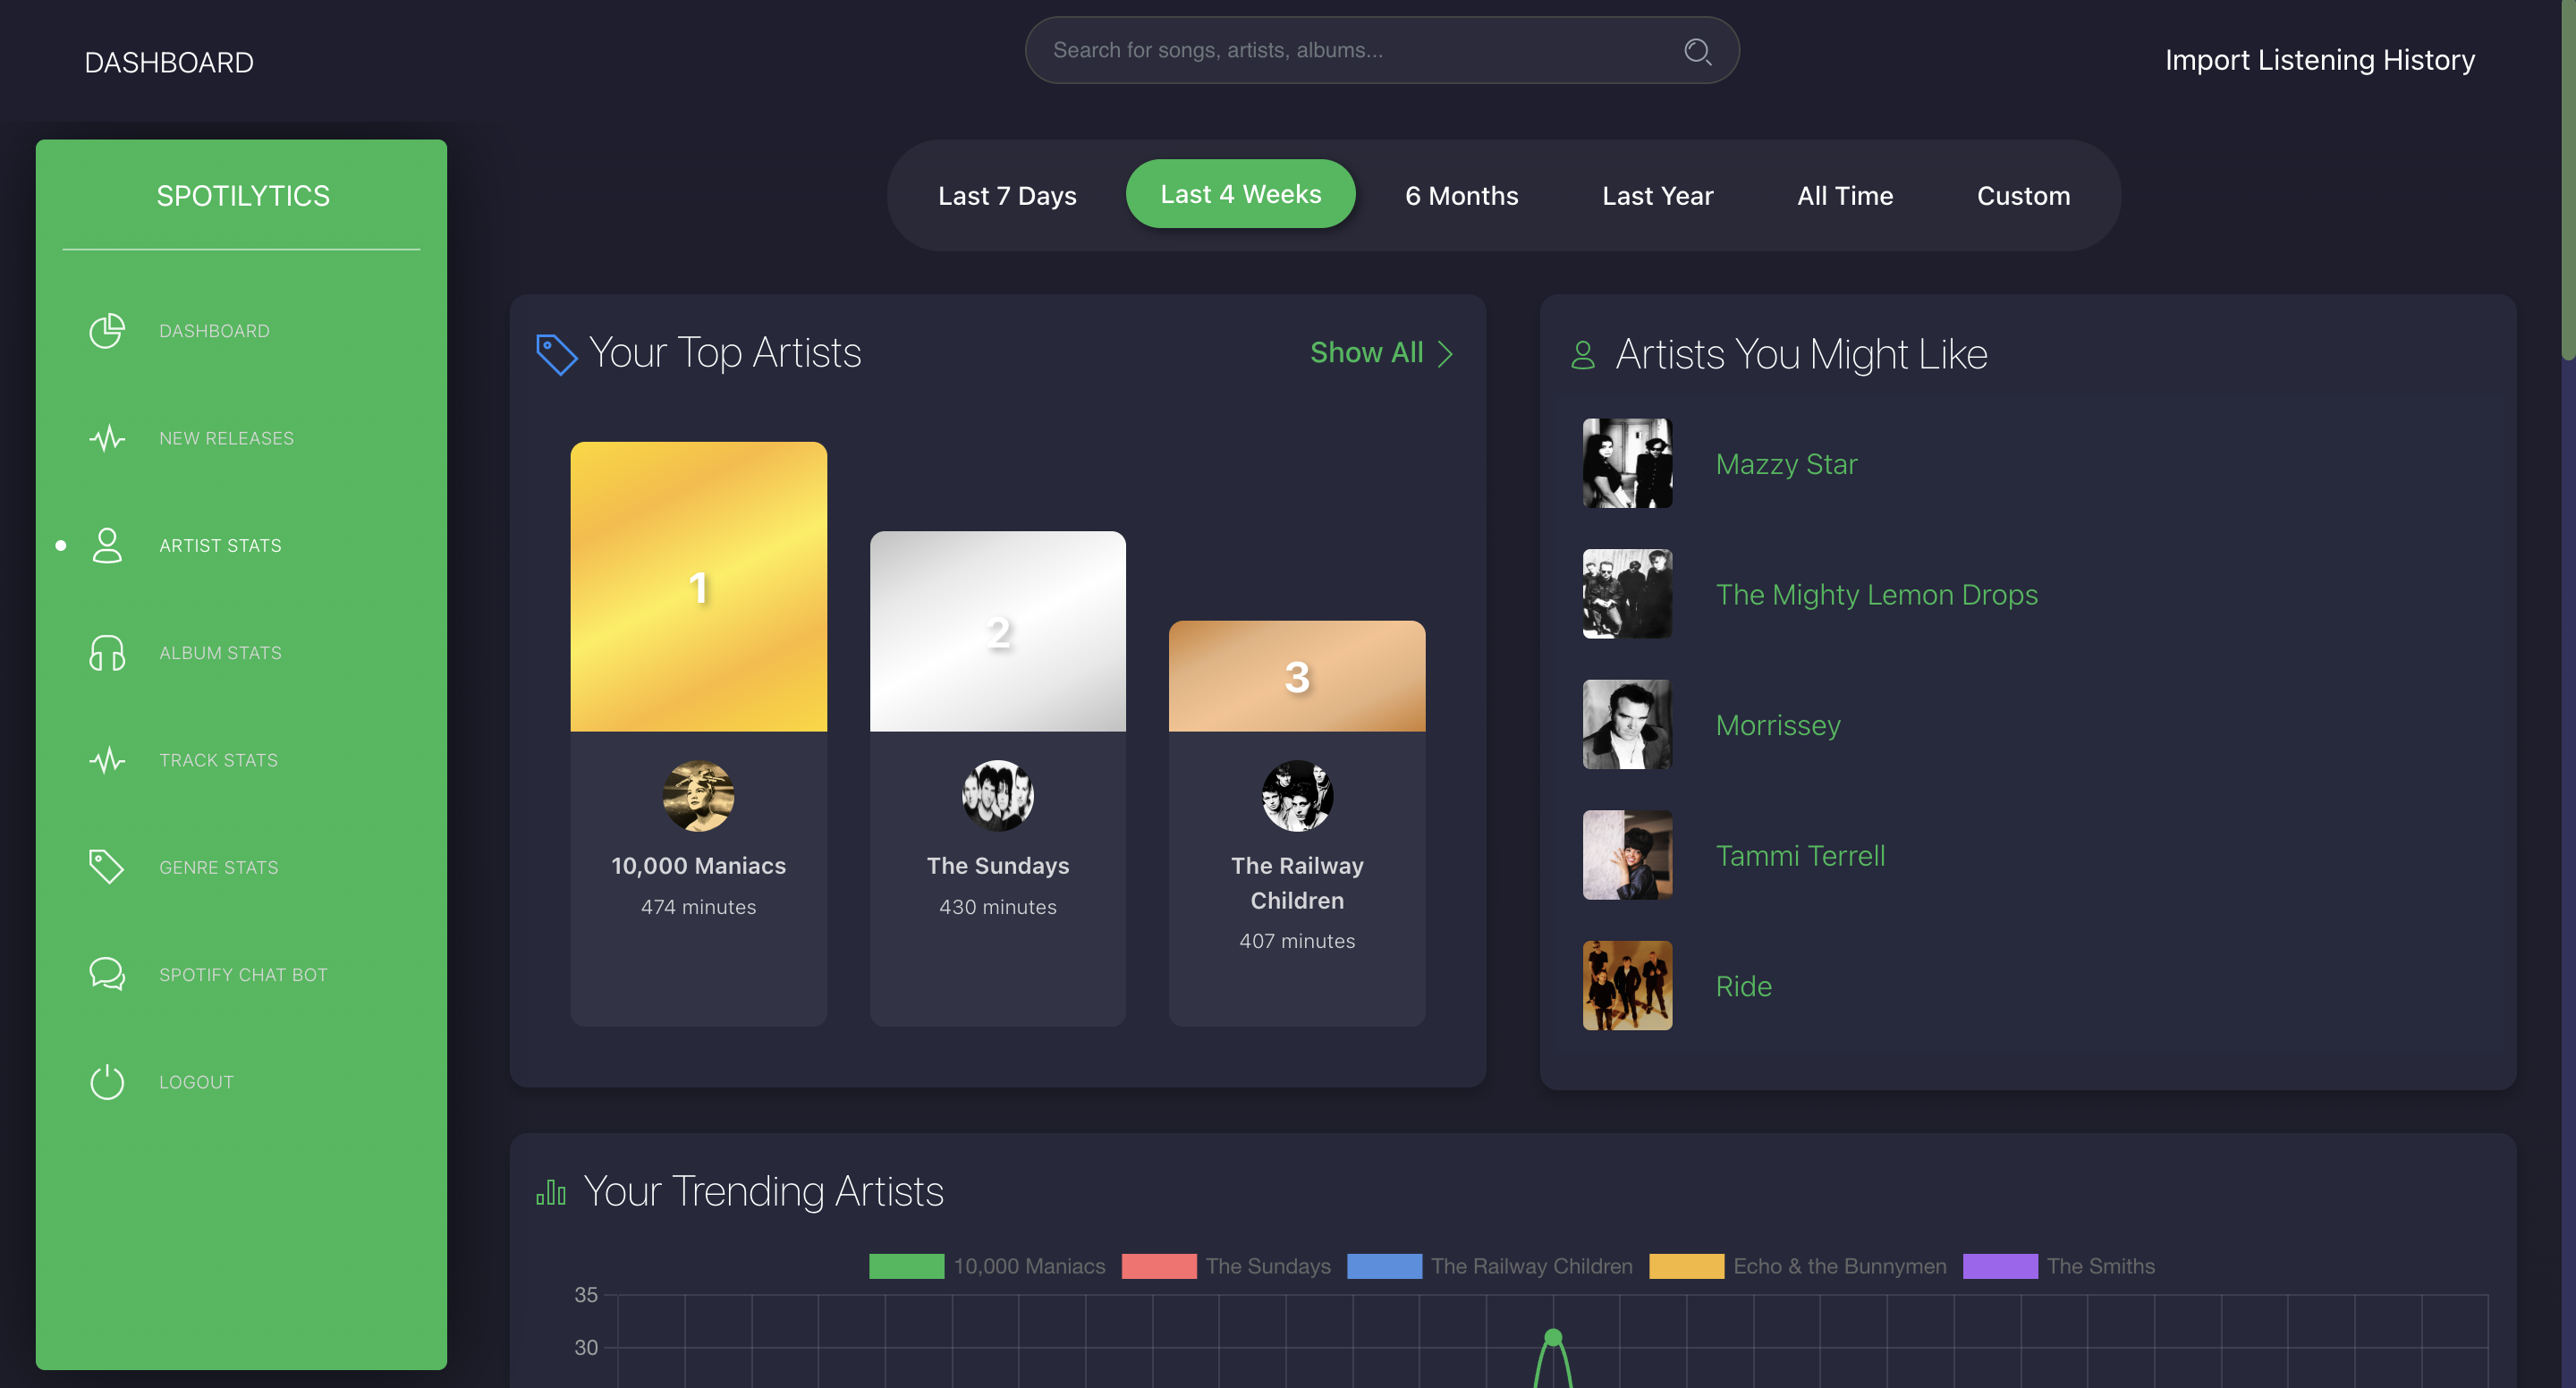 DASHBOARD
Search for songs, artists, albums...
Import Listening History
SPOTILYTICS
DASHBOARD
NEW RELEASES
ARTIST STATS
ALBUM STATS
TRACK STATS
GENRE STATS
SPOTIFY CHAT BOT
LOGOUT
Last 7 Days
Last 4 Weeks
6 Months
Last Year
All Time
Custom
Your Top Artists
Show All
1
2
3
10,000 Maniacs
474 minutes
The Sundays
430 minutes
The Railway
Children
407 minutes
Artists You Might Like
Mazzy Star
The Mighty Lemon Drops
Morrissey
Tammi Terrell
Ride
Your Trending Artists
10,000 Maniacs
The Sundays
The Railway Children
Echo & the Bunnymen
The Smiths
35
30